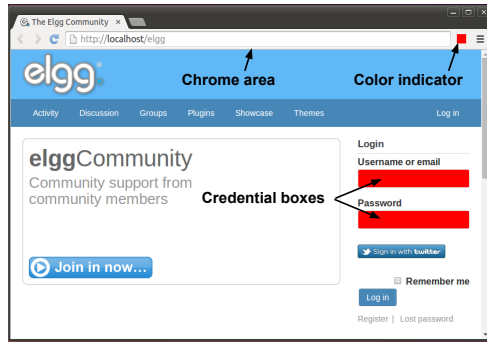 The Elgg Community
http://localhost/elgg
elgg.
Chrome area
Color indicator
Activity Discussion Groups Plugins Showcase Themes Log in
elggCommunity
Community support from
community members
Join in now...
Credential boxes
Login
Username or email
Password
Sign in with twitter
Remember me
Log in
Register | Lost password